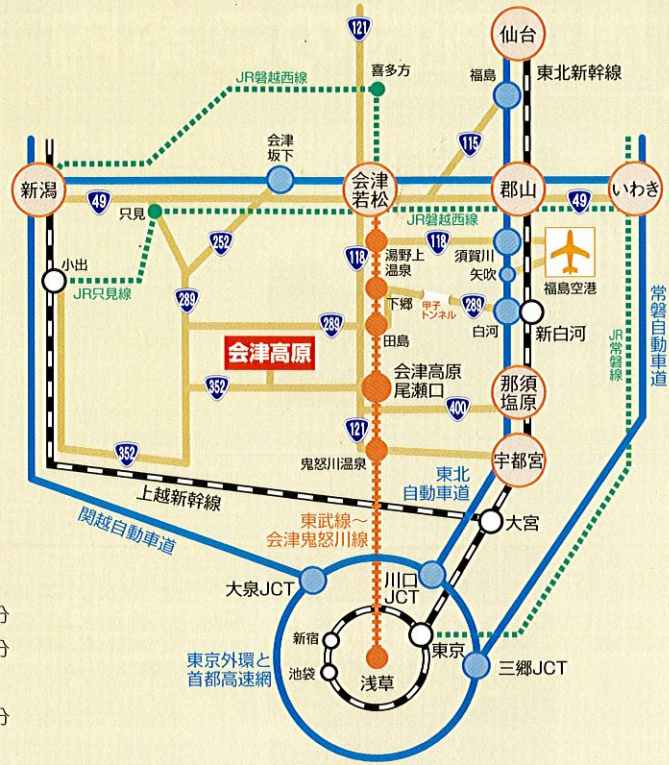 121
仙台
東北新幹線
JR磐越西線
喜多方
福島
115
会津
坂下
新潟
会津
若松
郡山
いわき
49
49
只見
JR磐越西線
252
118
湯野上
温泉
118
須賀川
矢吹
福島空港
小出
JR只見線
289
下郷
甲子
トンネル
289
白河
新白河
常磐自動車道
JR常磐線
289
田島
会津高原
352
会津高原
尾瀬口
那須
塩原
400
121
352
鬼怒川温泉
宇都宮
上越新幹線
東北
自動車道
関越自動車道
東武線～
会津鬼怒川線
大宮
大泉JCT
川口
JCT
分
新宿
東京
分
東京外環と
首都高速網
池袋
浅草
三郷JCT
分